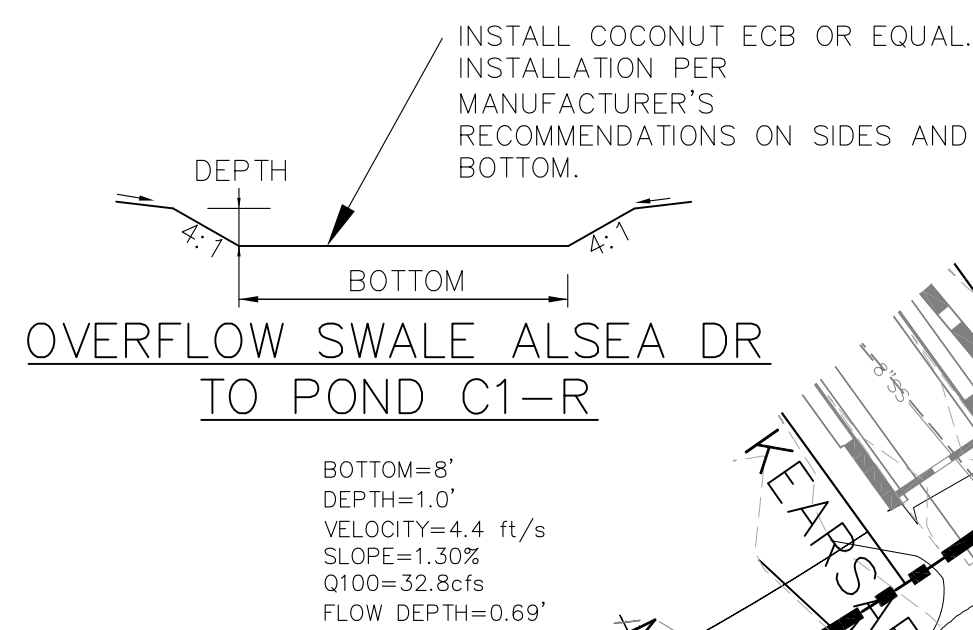 INSTALL COCONUT ECB OR EQUAL.
INSTALLATION PER
MANUFACTURER'S
RECOMMENDATIONS ON SIDES AND
BOTTOM.
DEPTH
4:1
4:1
BOTTOM
OVERFLOW SWALE ALSEA DR
TO POND C1-R
BOTTOM=8'
DEPTH=1.0'
VELOCITY=4.4 ft/s
SLOPE=1.30%
Q100=32.8cfs
FLOW DEPTH=0.69'
8"SS